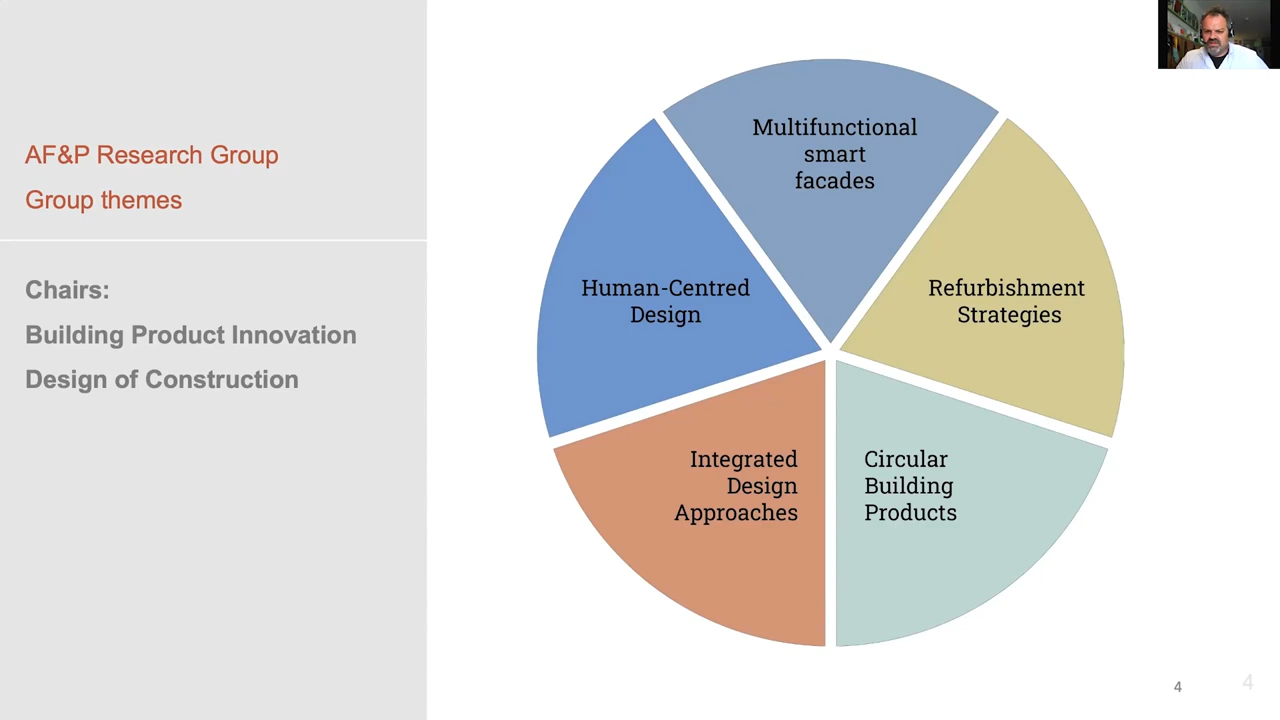 AF&P Research Group
Group themes
Chairs:
Building Product Innovation
Design of Construction
Multifunctional
smart
facades
Human-Centred
Design
Refurbishment
Strategies
Integrated
Design
Approaches
Circular
Building
Products
4
4